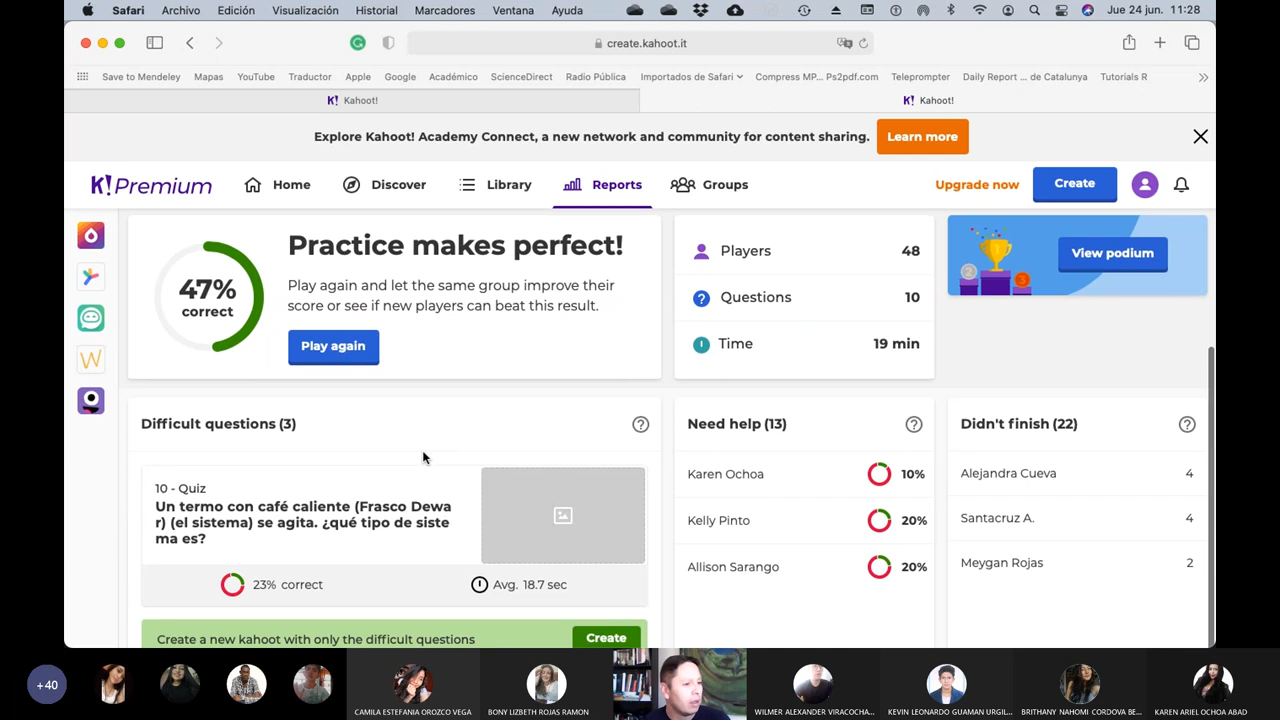 Safari Archivo Edición Visualización Historial Marcadores Ventana Ayuda Jue 24 jun. 11:28
create.kahoot.it
Save to Mendeley Mapas YouTube Traductor Apple Google Académico ScienceDirect Radio Pública Importados de Safari Compress MP... Ps2pdf.com Teleprompter Daily Report ... de Catalunya Tutorials R
K! Kahoot! K! Kahoot!
Explore Kahoot! Academy Connect, a new network and community for content sharing. Learn more
K! Premium Home Discover Library Reports Groups Upgrade now Create
47%
correct
Practice makes perfect!
Play again and let the same group improve their
score or see if new players can beat this result.
Play again
Players 48
Questions 10
Time 19 min
View podium
Difficult questions (3)
10 - Quiz
Un termo con café caliente (Frasco Dewa
r) (el sistema) se agita. ¿qué tipo de siste
ma es?
23% correct Avg. 18.7 sec
Create a new kahoot with only the difficult questions Create
Need help (13)
Karen Ochoa 10%
Kelly Pinto 20%
Allison Sarango 20%
Didn't finish (22)
Alejandra Cueva 4
Santacruz A. 4
Meygan Rojas 2
+40
CAMILA ESTEFANIA OROZCO VEGA
BONY LIZBETH ROJAS RAMON
WILMER ALEXANDER VIRACOCHA...
KEVIN LEONARDO GUAMAN URGIL...
BRITHANY NAHOMI CORDOVA BE...
KAREN ARIEL OCHOA ABAD